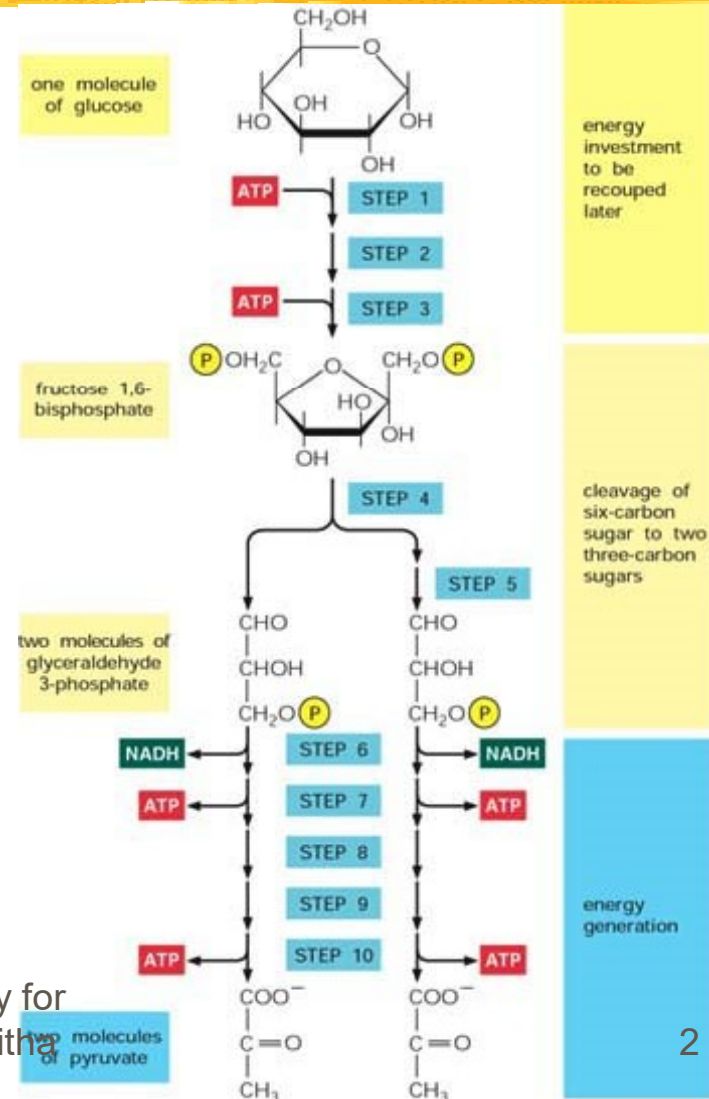 CH₂OH
O
one molecule
of glucose
OH
HO
OH
OH
energy
investment
to be
recouped
later
ATP
STEP 1
STEP 2
ATP
STEP 3
P OH₂C
O
CH₂O P
fructose 1,6-
bisphosphate
HO
OH
OH
STEP 4
cleavage of
six-carbon
sugar to two
three-carbon
sugars
STEP 5
CHO
CHO
two molecules of
glyceraldehyde
3-phosphate
CHOH
CHOH
CH₂O P
CH₂O P
NADH
STEP 6
NADH
ATP
STEP 7
ATP
STEP 8
STEP 9
energy
generation
ATP
STEP 10
ATP
y for
COO⁻
COO⁻
itha
two molecules
of pyruvate
C=O
C=O
2
CH₃
CH₃